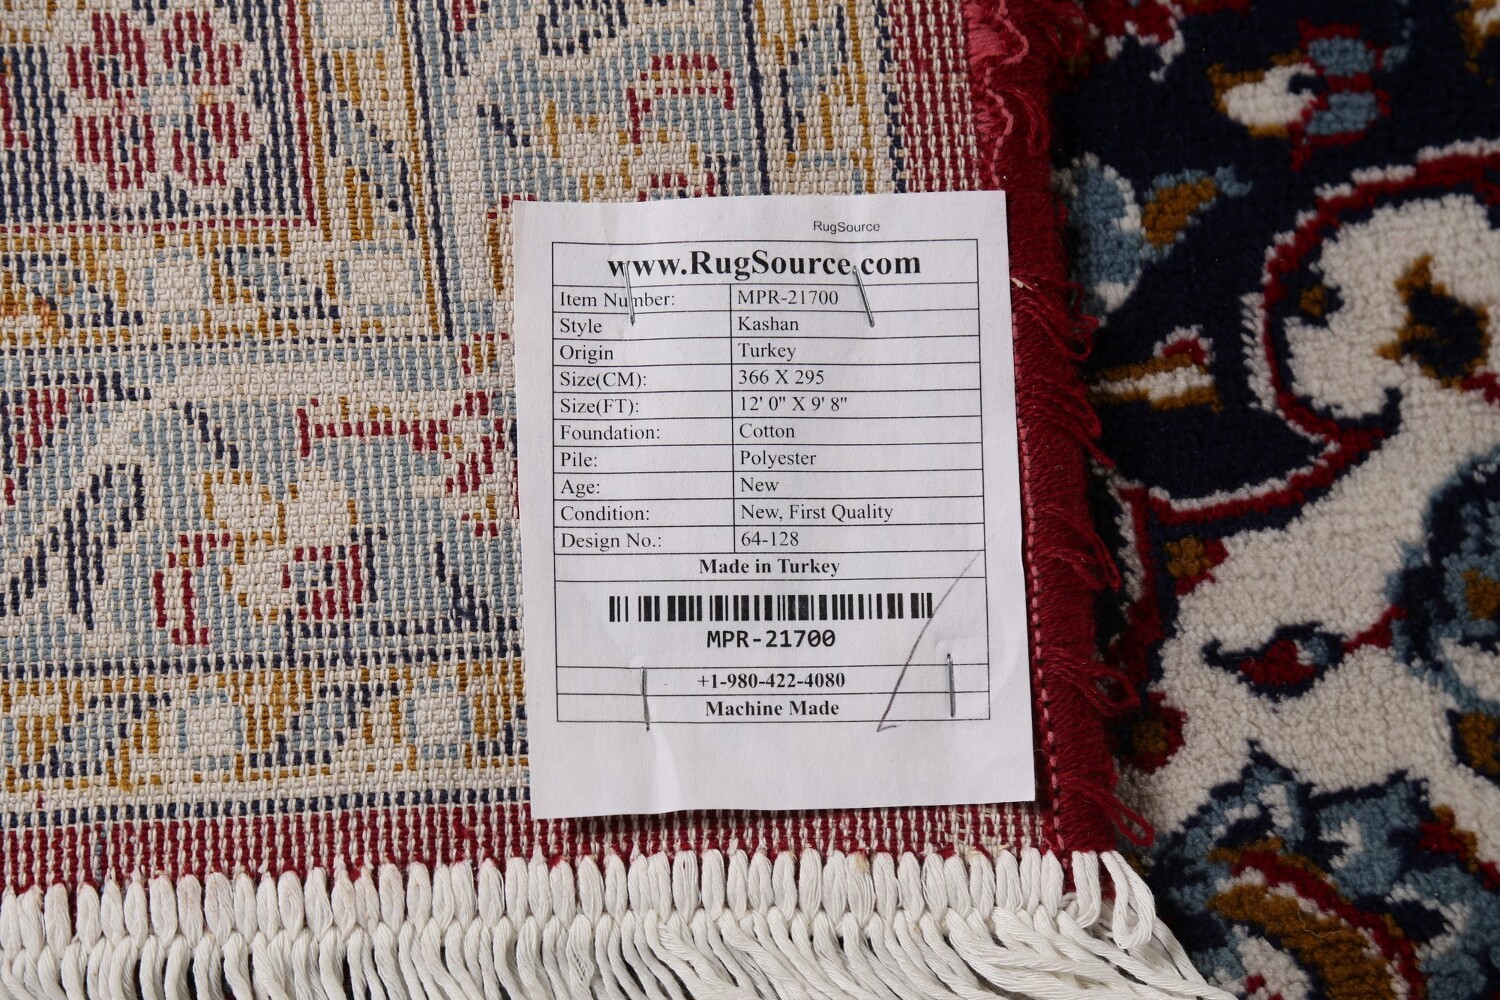 RugSource
www.RugSource.com
Item Number: MPR-21700
Style Kashan
Origin Turkey
Size(CM): 366 X 295
Size(FT): 12' 0" X 9' 8"
Foundation: Cotton
Pile: Polyester
Age: New
Condition: New, First Quality
Design No.: 64-128
Made in Turkey
MPR-21700
+1-980-422-4080
Machine Made